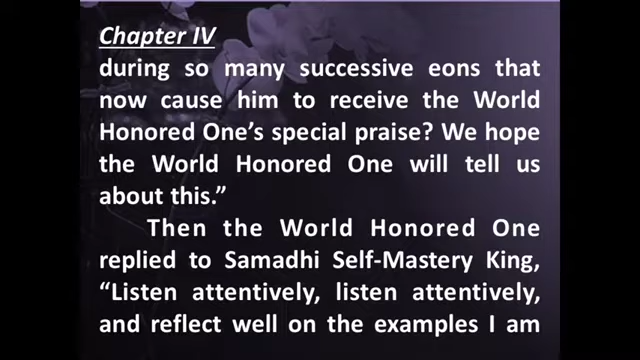 Chapter IV
during so many successive eons that
now cause him to receive the World
Honored One’s special praise? We hope
the World Honored One will tell us
about this.”
Then the World Honored One
replied to Samadhi Self-Mastery King,
“Listen attentively, listen attentively,
and reflect well on the examples I am